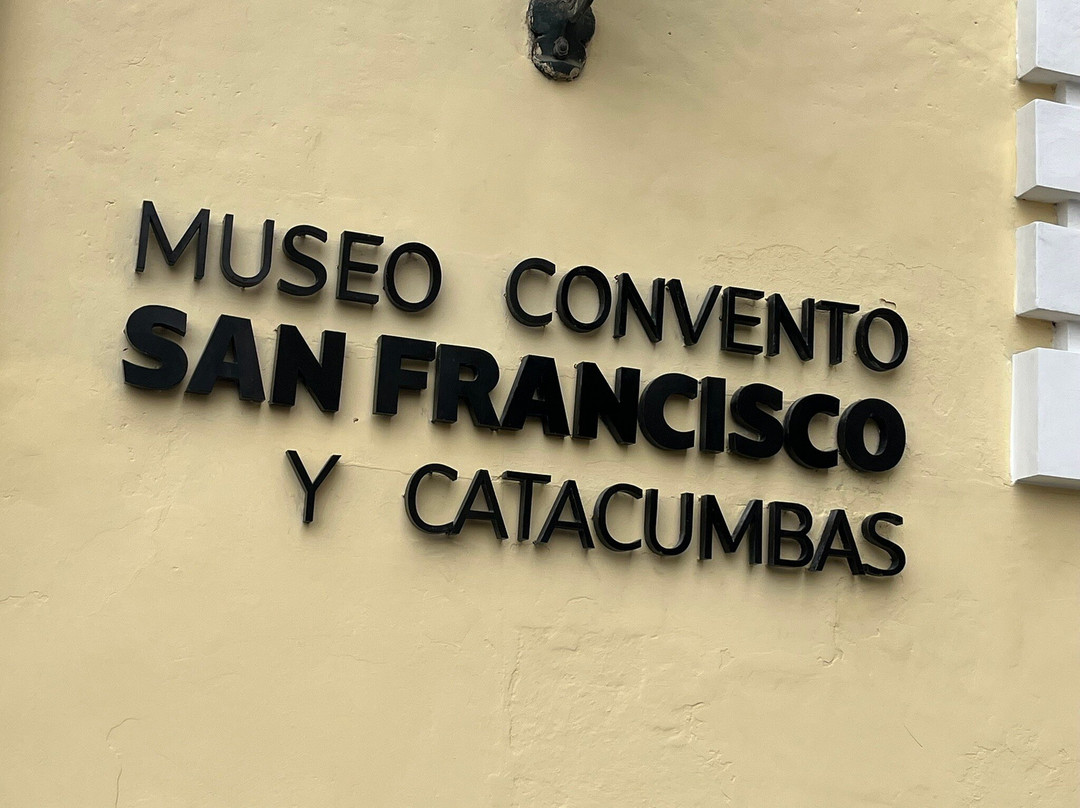 MUSEO CONVENTO
SAN FRANCISCO
Y CATACUMBAS